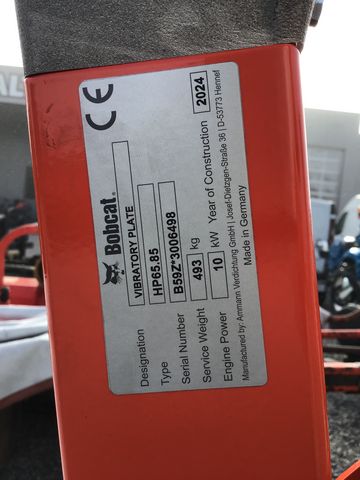 CE
Bobcat®
Designation VIBRATORY PLATE
Type HP65.85
Serial Number B59Z*3006498
Service Weight 493 kg
Engine Power 10 kW Year of Construction 2024
Manufactured by: Ammann Verdichtung GmbH | Josef-Dietzgen-Straße 36 | D-53773 Hennef
Made in Germany